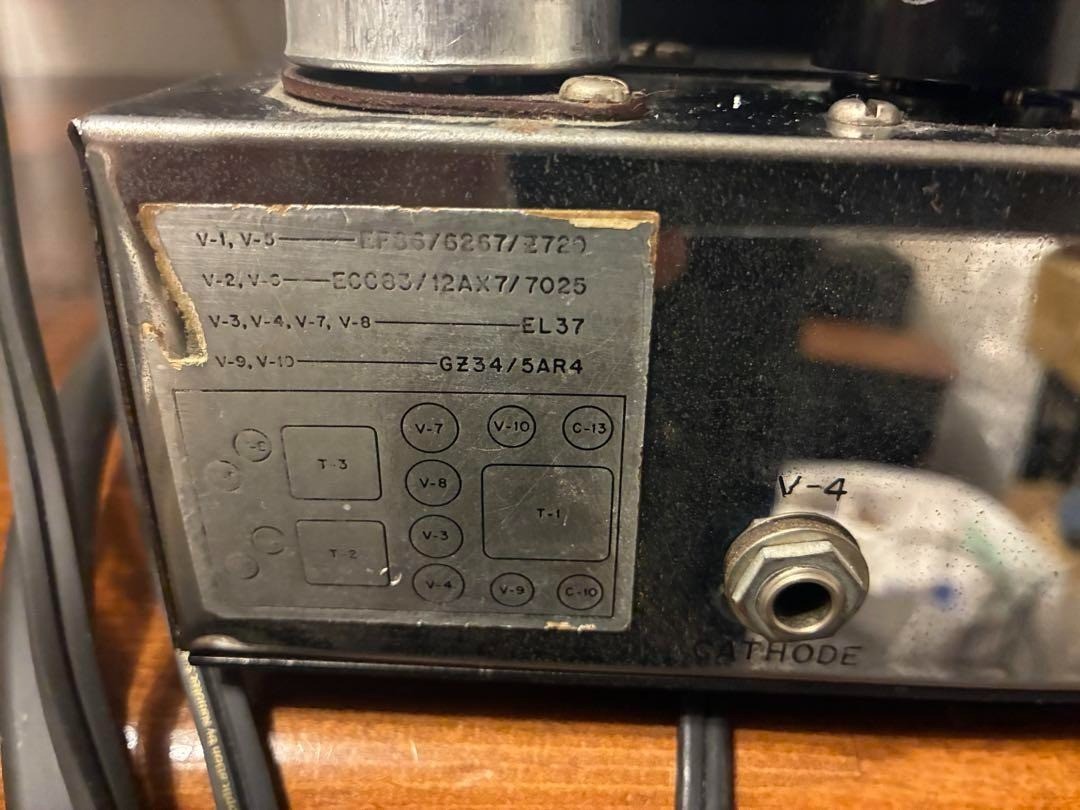 V-1, V-5 EF86/6267/Z729
V-2, V-6 ECC83/12AX7/7025
V-3, V-4, V-7, V-8 EL37
V-9, V-10 GZ34/5AR4
V-7 V-10 C-13
T-3
V-8
T-1
V-3
T-2
V-4 V-9 C-10
V-4
CATHODE